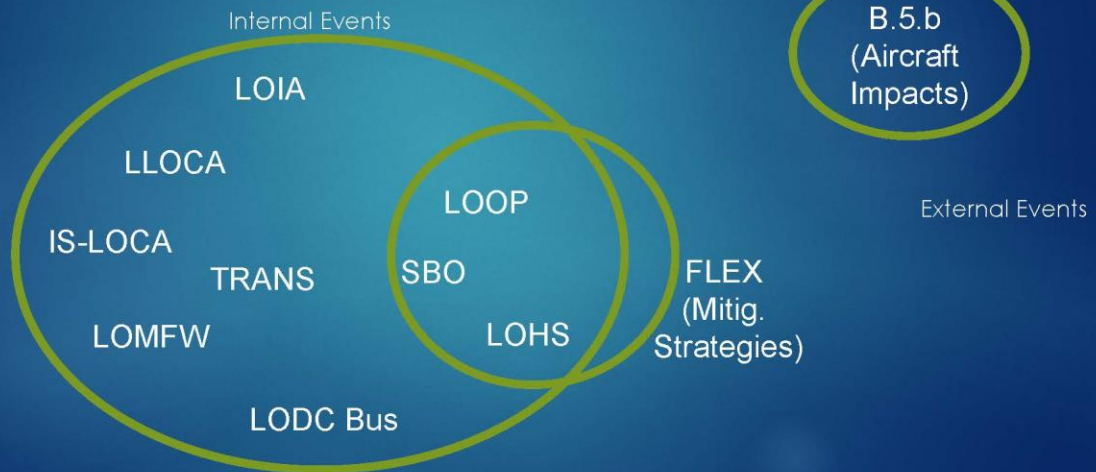 Internal Events
B.5.b
(Aircraft
Impacts)
LOIA
LLOCA
LOOP
External Events
IS-LOCA
TRANS
SBO
FLEX
(Mitig.
Strategies)
LOMFW
LOHS
LODC Bus